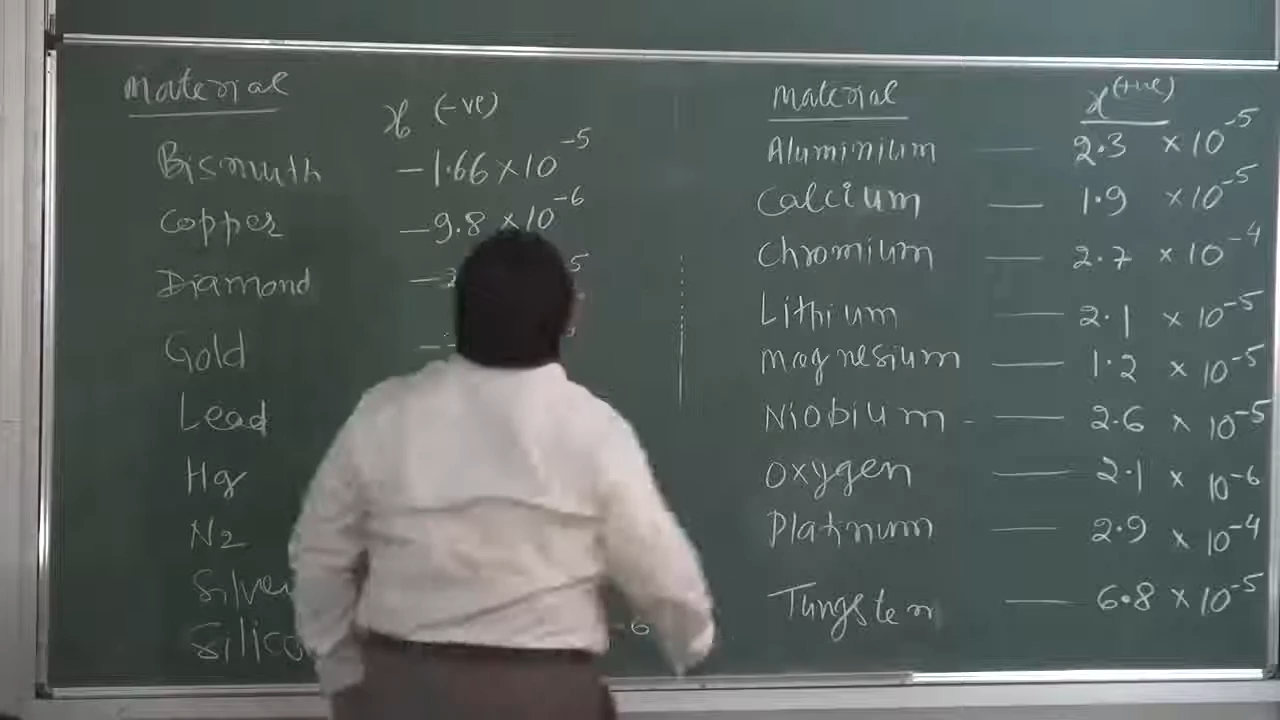 Material χ (-ve)
Bismuth -1.66 × 10^-5
Copper -9.8 × 10^-6
Diamond
Gold
Lead
Hg
N2
Material χ (+ve)
Aluminium — 2.3 × 10^-5
Calcium — 1.9 × 10^-5
Chromium — 2.7 × 10^-4
Lithium — 2.1 × 10^-5
Magnesium — 1.2 × 10^-5
Niobium - — 2.6 × 10^-5
Oxygen — 2.1 × 10^-6
Platinum — 2.9 × 10^-4
Tungsten — 6.8 × 10^-5